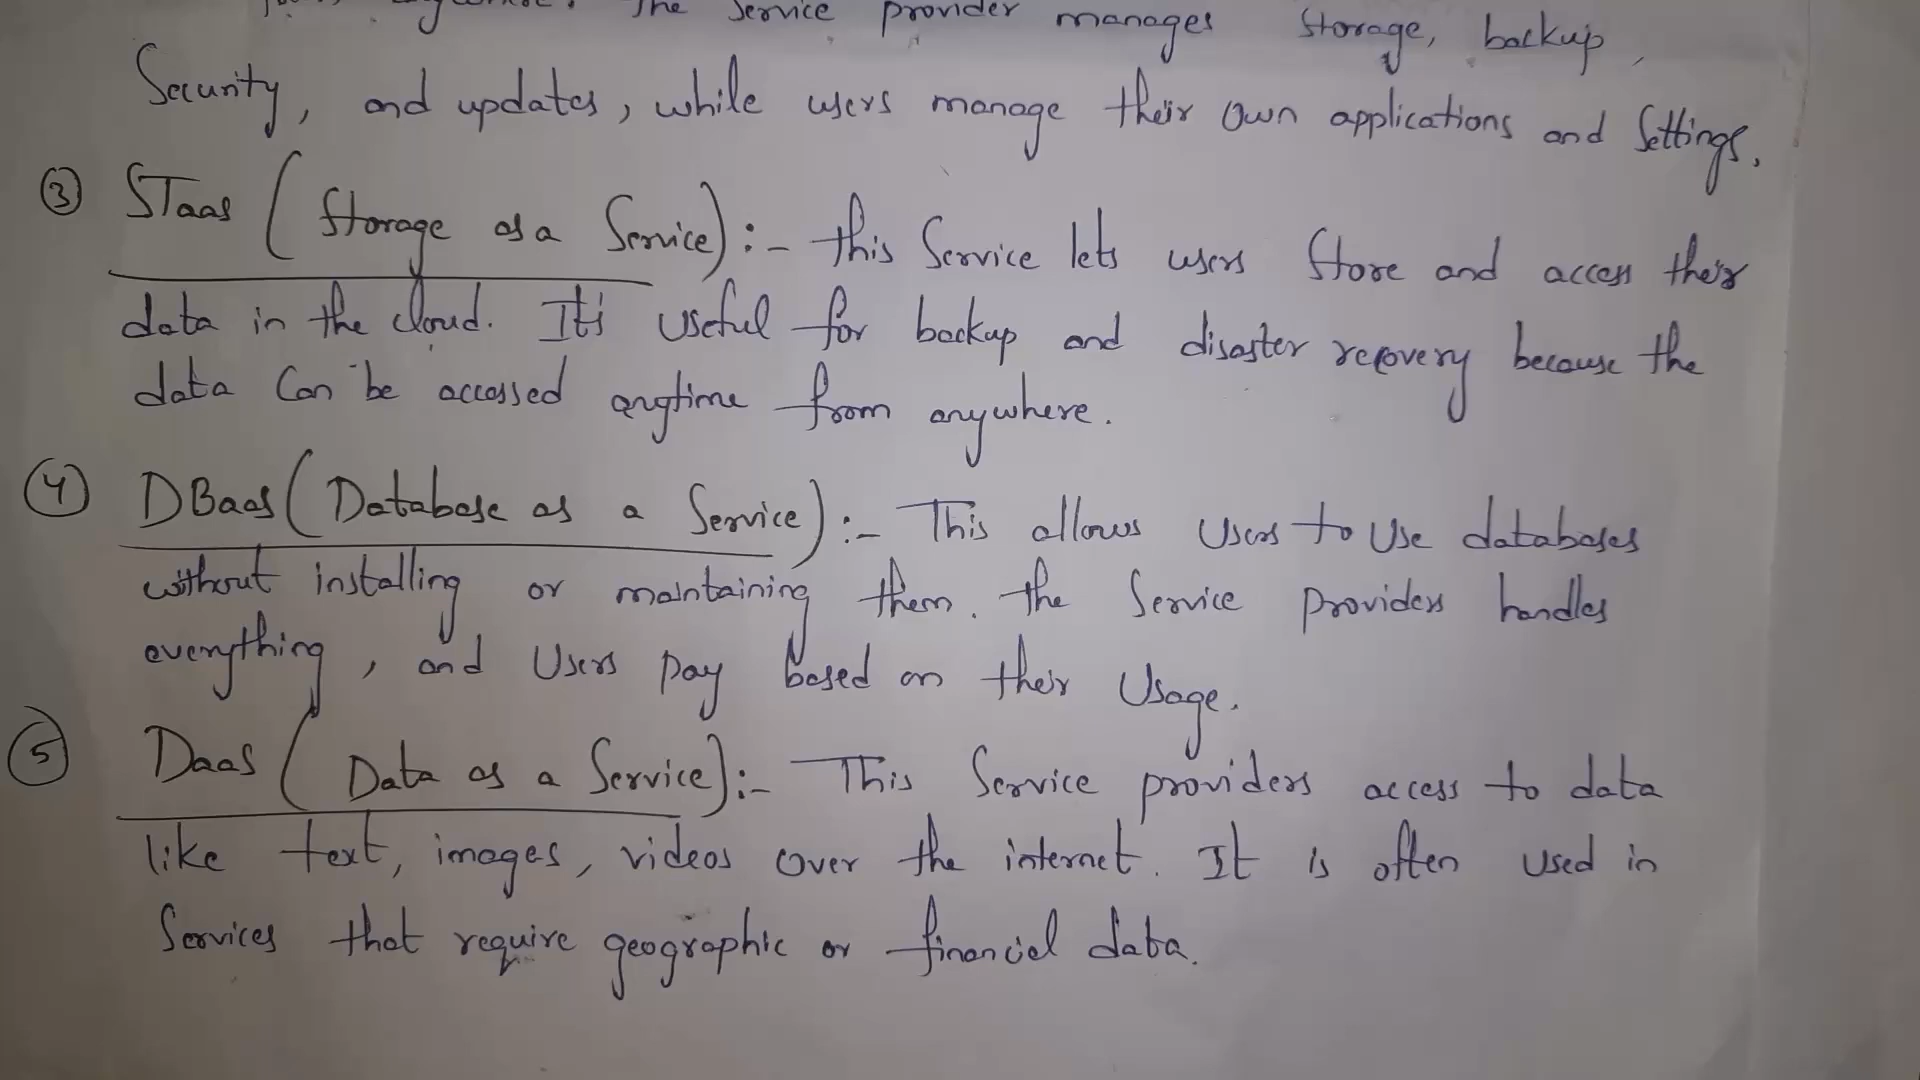 The Service provider manages Storage, backup,
Security, and updates, while users manage their own applications and Settings.
③ STaas (Storage as a Service):- this Service lets users Store and access their
data in the cloud. It's useful for backup and disaster recovery because the
data Can be accessed anytime from anywhere.
④ DBaas (Database as a Service):- This allows Users to Use databases
without installing or maintaining them. the Service Providers handles
everything, and Users pay based on their Usage.
⑤ Daas (Data as a Service):- This Service providers access to data
like text, images, videos over the internet. It is often used in
Services that require geographic or financial data.